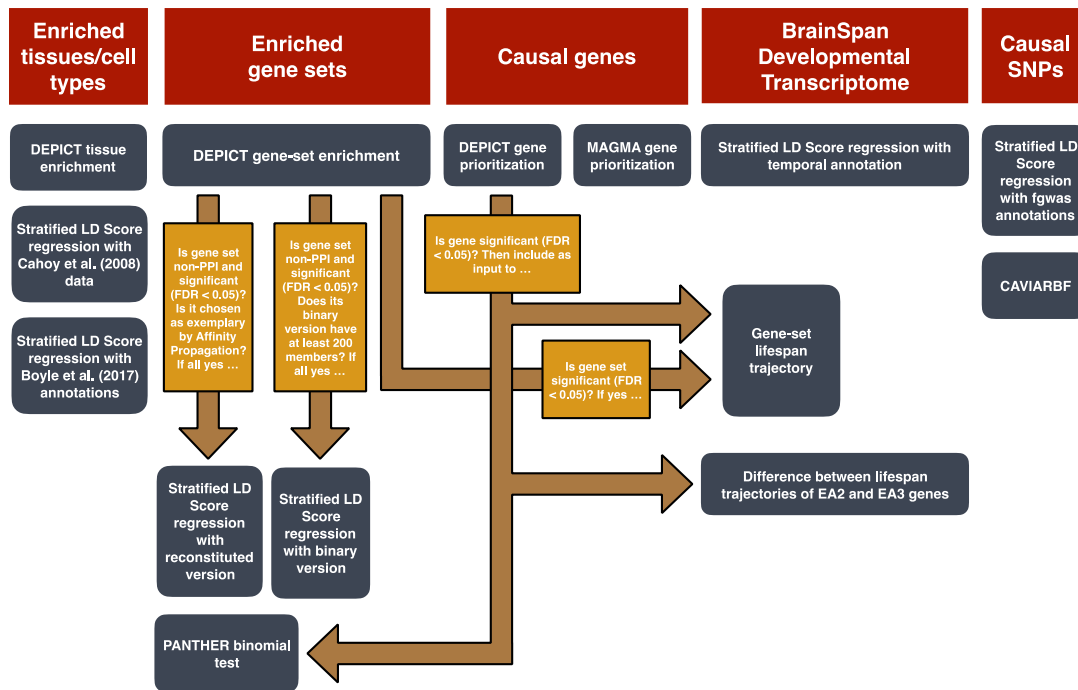 Enriched
tissues/cell
types
Enriched
gene sets
Causal genes
BrainSpan
Developmental
Transcriptome
Causal
SNPs
DEPICT tissue
enrichment
DEPICT gene-set enrichment
DEPICT gene
prioritization
MAGMA gene
prioritization
Stratified LD Score regression with
temporal annotation
Stratified LD
Score
regression
with fgwas
annotations
Stratified LD Score
regression with
Cahoy et al. (2008)
data
Is gene set
non-PPI and
significant
(FDR < 0.05)?
Is it chosen
as exemplary
by Affinity
Propagation?
If all yes …
Is gene set
non-PPI and
significant
(FDR < 0.05)?
Does its
binary
version have
at least 200
members? If
all yes …
Is gene significant (FDR
< 0.05)? Then include as
input to …
CAVIARBF
Stratified LD Score
regression with
Boyle et al. (2017)
annotations
Is gene set
significant (FDR
< 0.05)? If yes …
Gene-set
lifespan
trajectory
Stratified LD
Score
regression
with
reconstituted
version
Stratified LD
Score
regression
with binary
version
Difference between lifespan
trajectories of EA2 and EA3 genes
PANTHER binomial
test